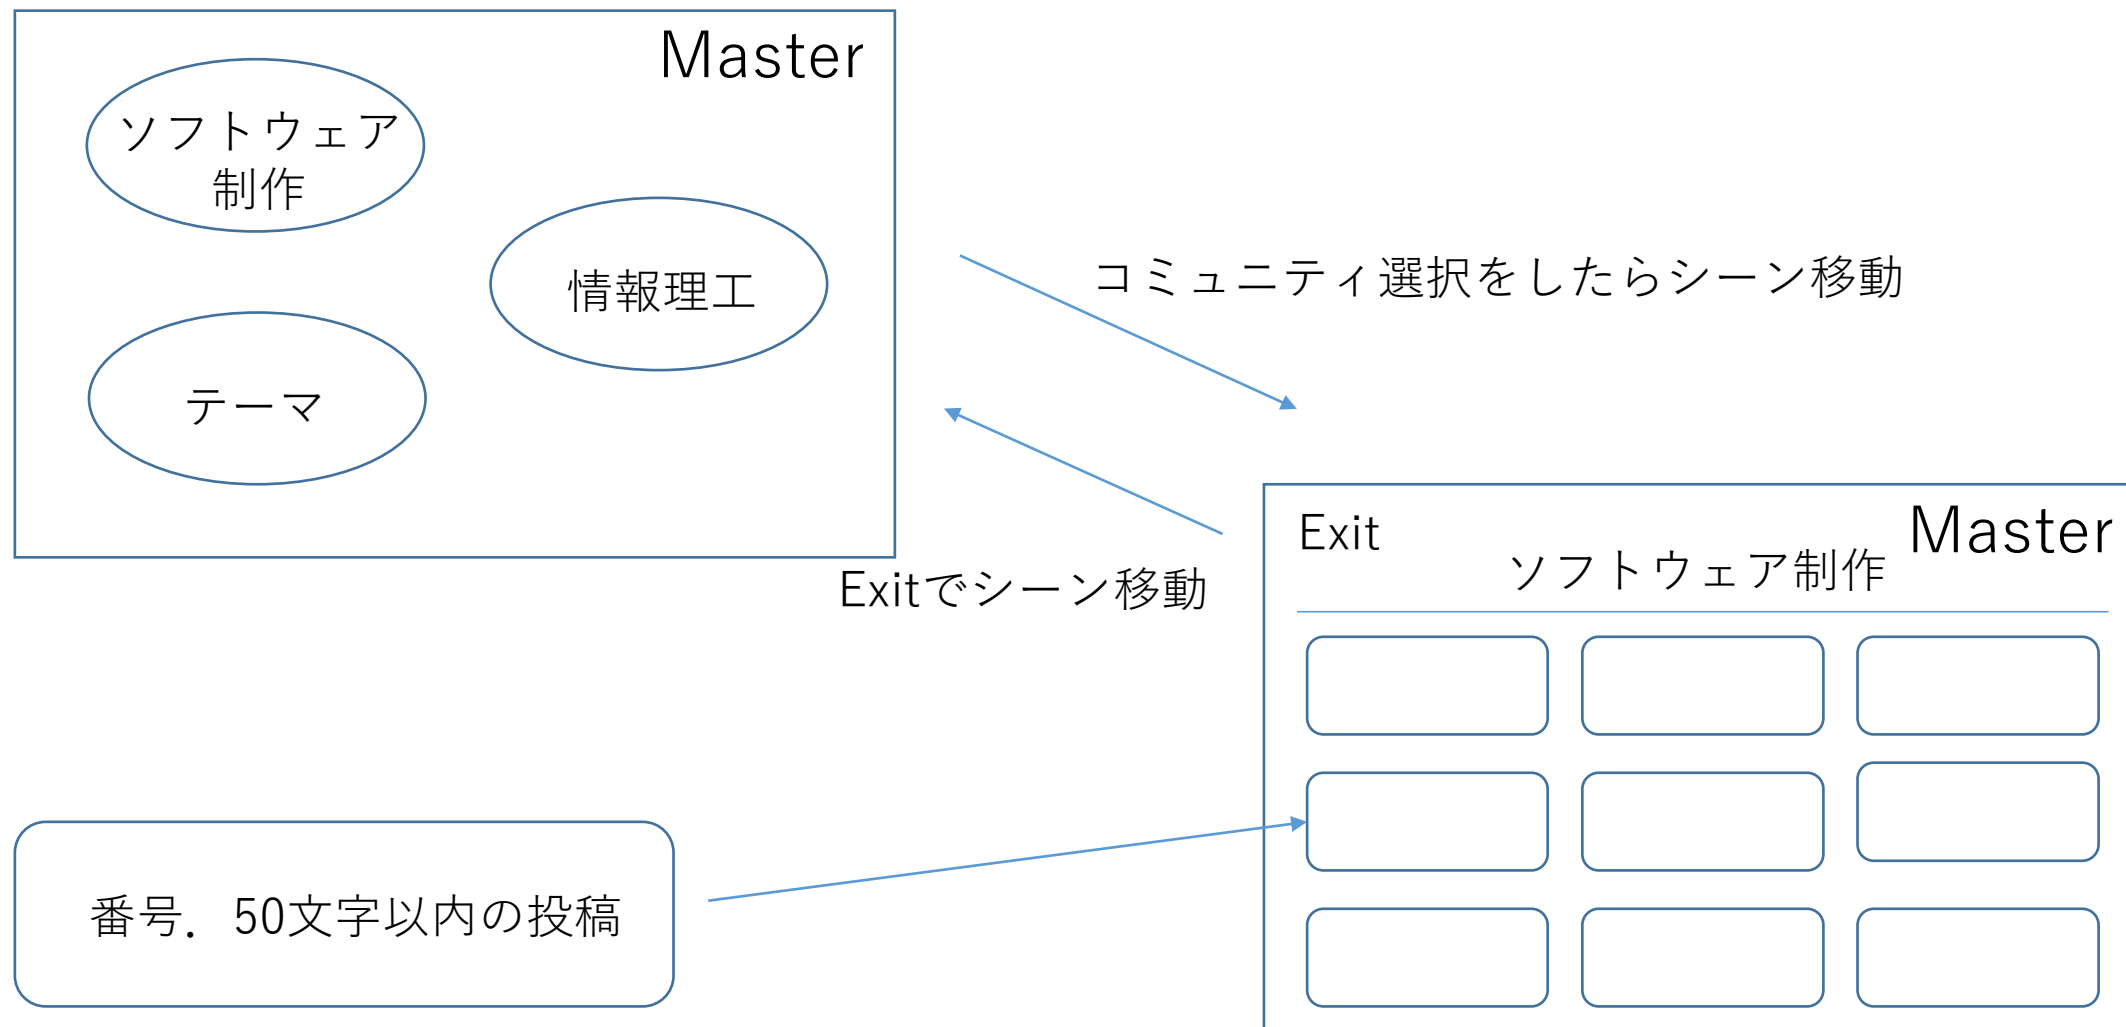 Master
ソフトウェア
制作
情報理工
テーマ
コミュニティ選択をしたらシーン移動
Exitでシーン移動
Exit
Master
ソフトウェア制作
番号．50文字以内の投稿